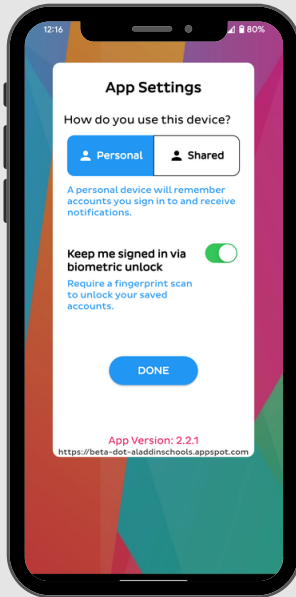 12:16 80%
App Settings
How do you use this device?
Personal Shared
A personal device will remember
accounts you sign in to and receive
notifications.
Keep me signed in via
biometric unlock
Require a fingerprint scan
to unlock your saved
accounts.
DONE
App Version: 2.2.1
https://beta-dot-aladdinschools.appspot.com